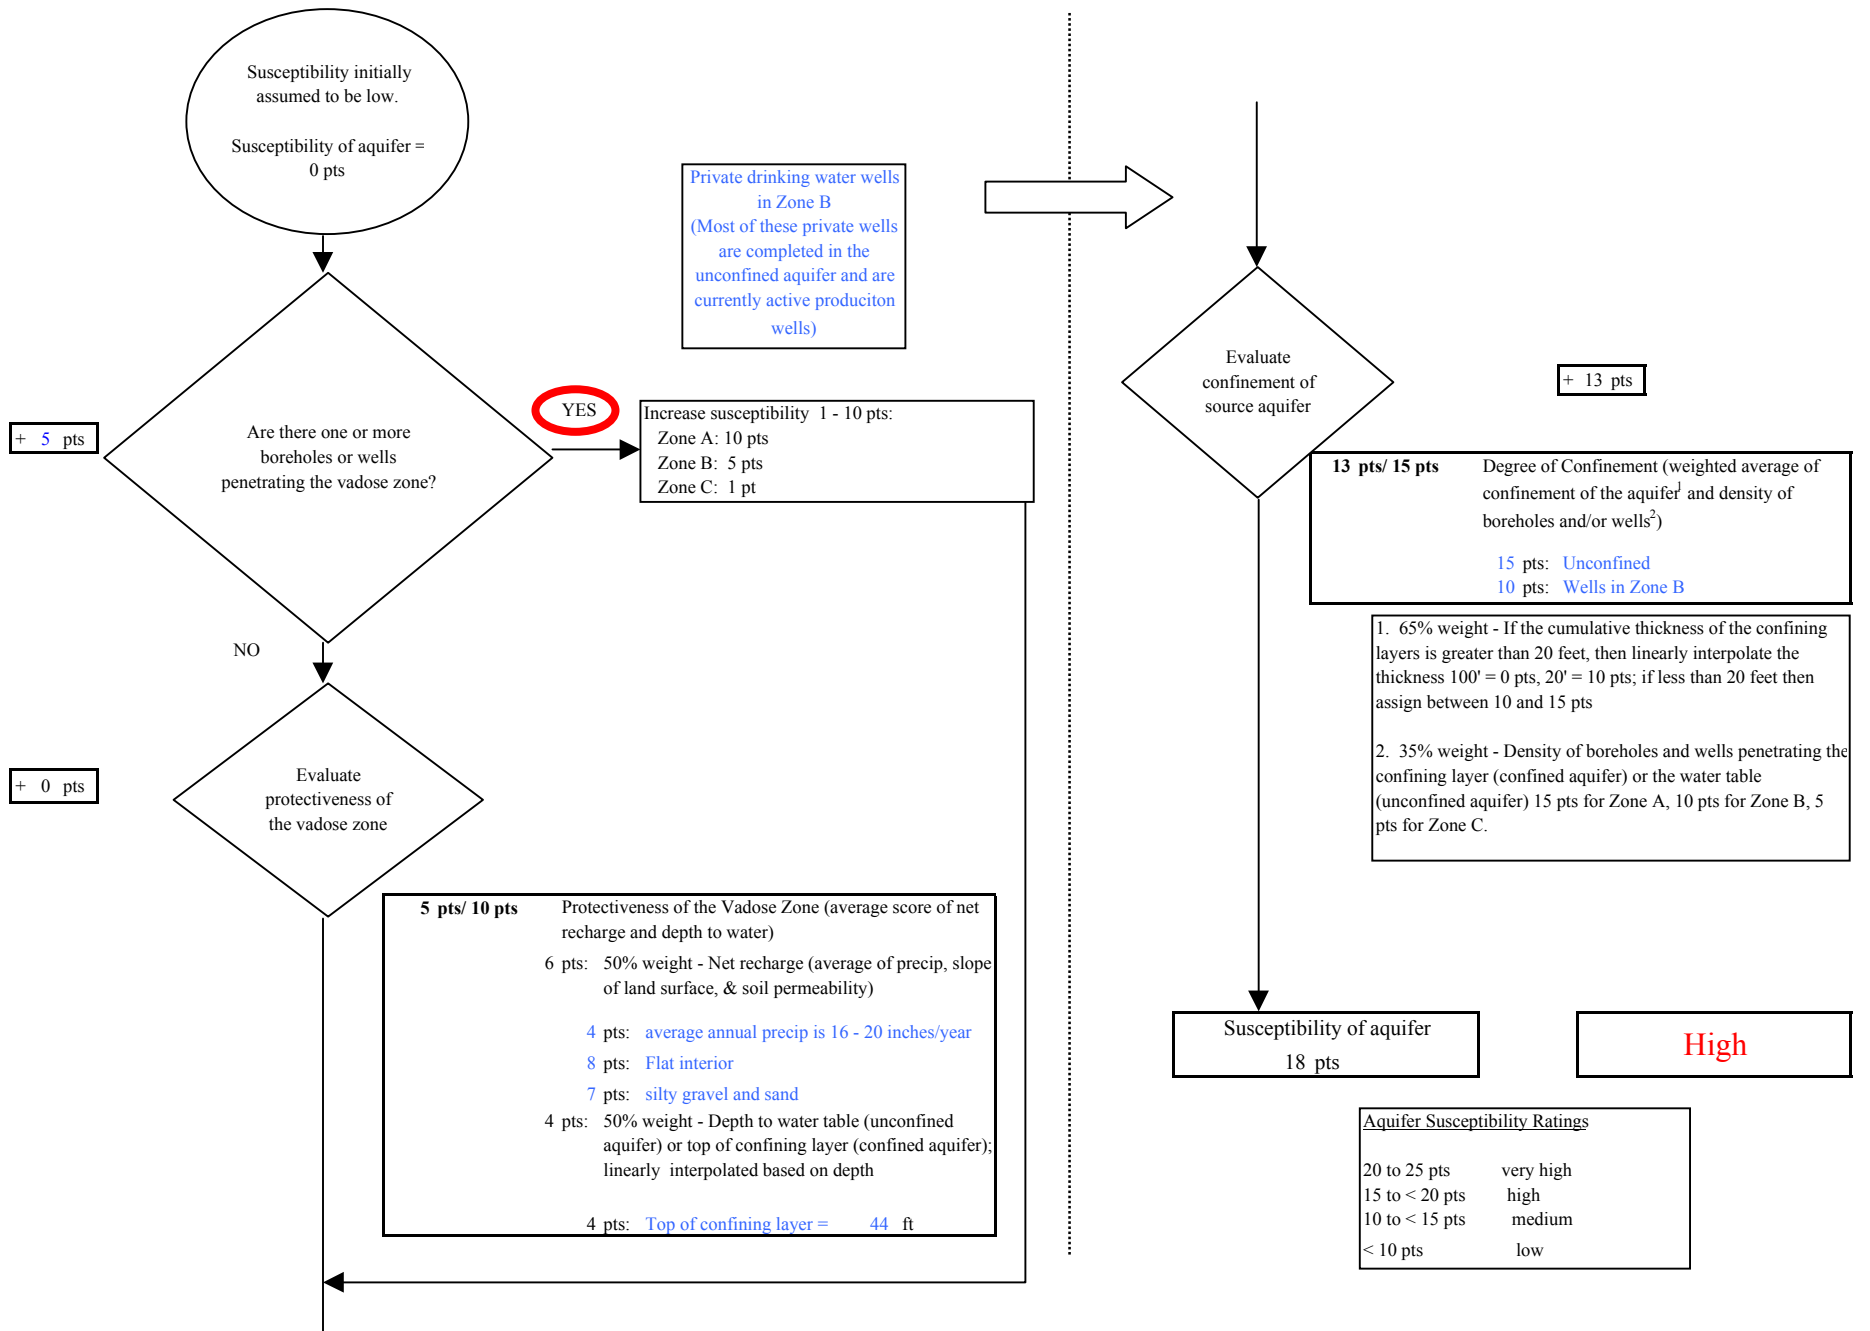 Susceptibility initially
assumed to be low.
Susceptibility of aquifer =
0 pts
Private drinking water wells
in Zone B
(Most of these private wells
are completed in the
unconfined aquifer and are
currently active produciton
wells)
+ 5 pts
Are there one or more
boreholes or wells
penetrating the vadose zone?
YES
Increase susceptibility 1 - 10 pts:
Zone A: 10 pts
Zone B: 5 pts
Zone C: 1 pt
NO
+ 0 pts
Evaluate
protectiveness of
the vadose zone
5 pts/ 10 pts Protectiveness of the Vadose Zone (average score of net
recharge and depth to water)
6 pts: 50% weight - Net recharge (average of precip, slope
of land surface, & soil permeability)
4 pts: average annual precip is 16 - 20 inches/year
8 pts: Flat interior
7 pts: silty gravel and sand
4 pts: 50% weight - Depth to water table (unconfined
aquifer) or top of confining layer (confined aquifer);
linearly interpolated based on depth
4 pts: Top of confining layer = 44 ft
Evaluate
confinement of
source aquifer
+ 13 pts
13 pts/ 15 pts Degree of Confinement (weighted average of
confinement of the aquifer1 and density of
boreholes and/or wells2)
15 pts: Unconfined
10 pts: Wells in Zone B
1. 65% weight - If the cumulative thickness of the confining
layers is greater than 20 feet, then linearly interpolate the
thickness 100' = 0 pts, 20' = 10 pts; if less than 20 feet then
assign between 10 and 15 pts
2. 35% weight - Density of boreholes and wells penetrating the
confining layer (confined aquifer) or the water table
(unconfined aquifer) 15 pts for Zone A, 10 pts for Zone B, 5
pts for Zone C.
Susceptibility of aquifer
18 pts
High
Aquifer Susceptibility Ratings
20 to 25 pts very high
15 to < 20 pts high
10 to < 15 pts medium
< 10 pts low